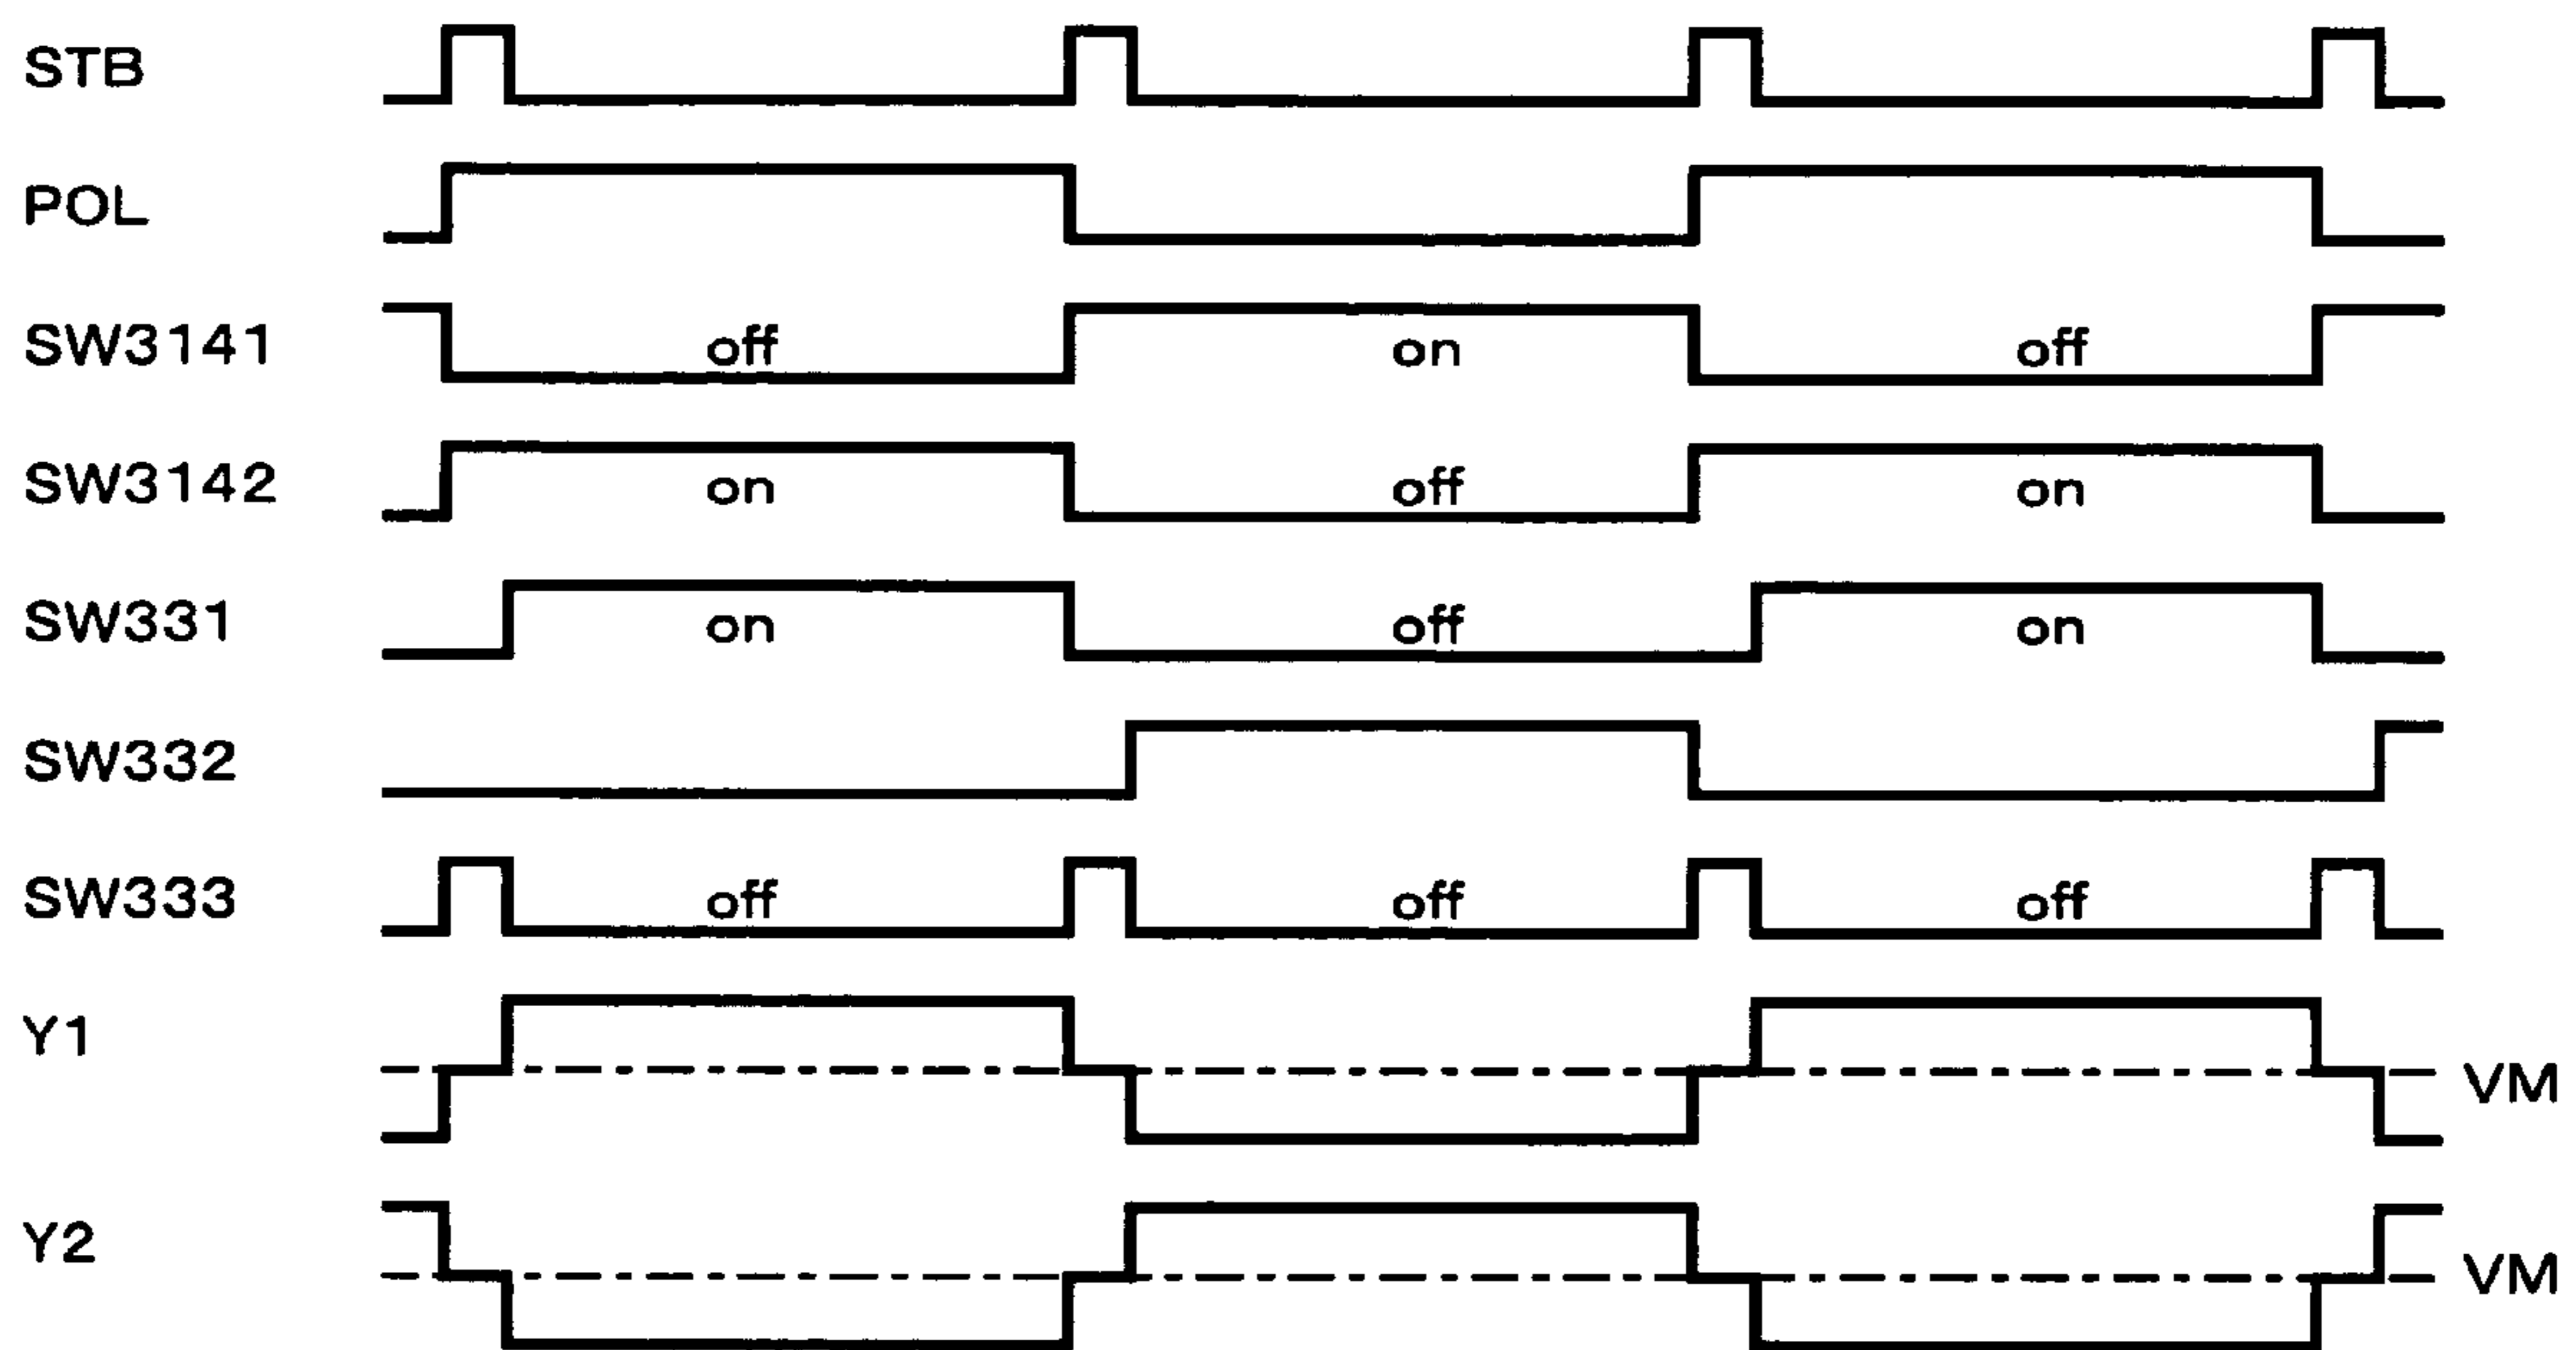 STB
POL
SW3141 off on off
SW3142 on off on
SW331 on off on
SW332
SW333 off off off
Y1 VM
Y2 VM